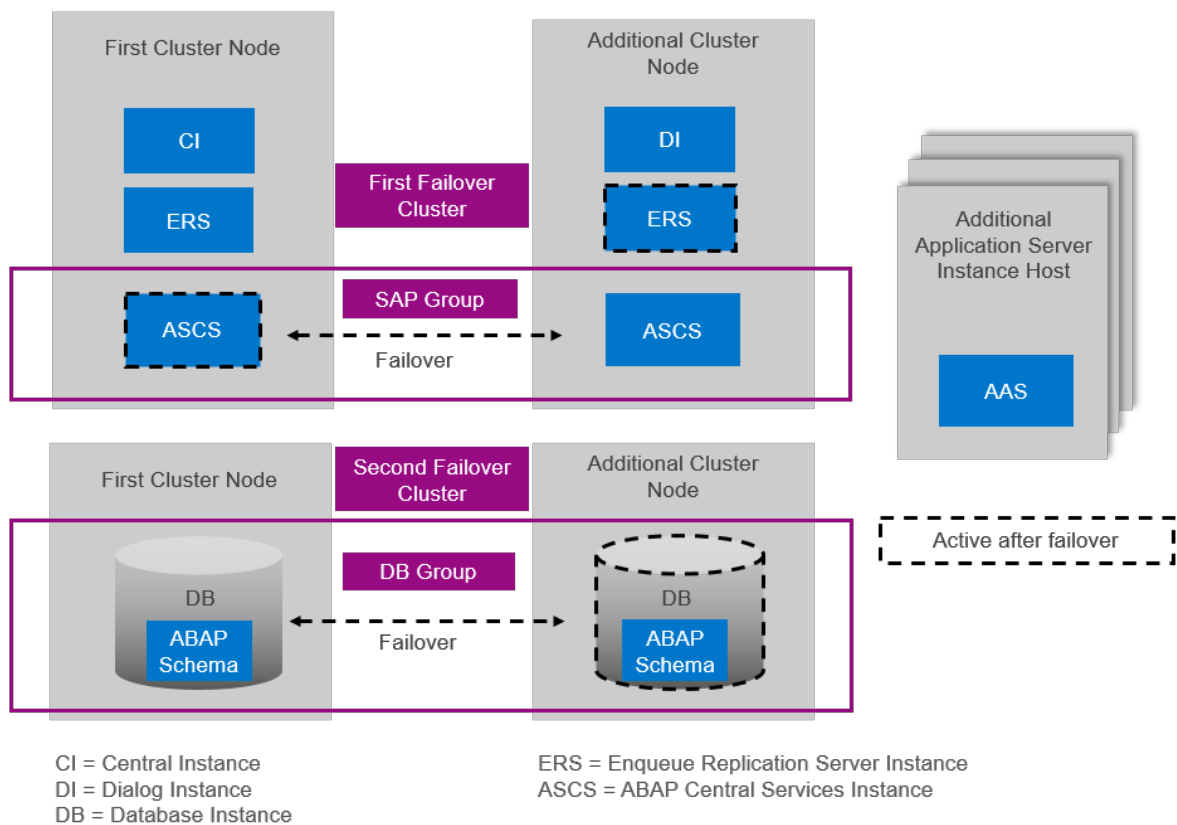 First Cluster Node
CI
ERS
ASCS
First Failover
Cluster
SAP Group
Failover
Additional Cluster
Node
DI
ERS
ASCS
Additional
Application Server
Instance Host
AAS
First Cluster Node
DB
ABAP
Schema
Second Failover
Cluster
DB Group
Failover
Additional Cluster
Node
DB
ABAP
Schema
Active after failover
CI = Central Instance
DI = Dialog Instance
DB = Database Instance
ERS = Enqueue Replication Server Instance
ASCS = ABAP Central Services Instance